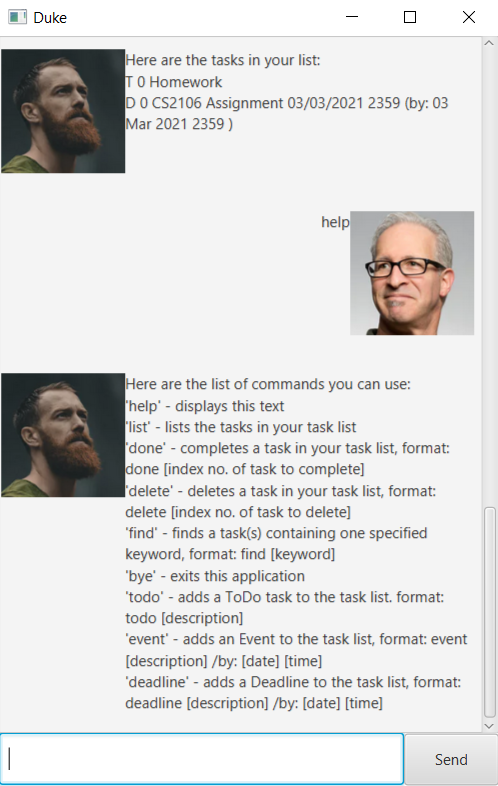 Duke
Here are the tasks in your list:
T 0 Homework
D 0 CS2106 Assignment 03/03/2021 2359 (by: 03
Mar 2021 2359 )
help
Here are the list of commands you can use:
'help' - displays this text
'list' - lists the tasks in your task list
'done' - completes a task in your task list, format:
done [index no. of task to complete]
'delete' - deletes a task in your task list, format:
delete [index no. of task to delete]
'find' - finds a task(s) containing one specified
keyword, format: find [keyword]
'bye' - exits this application
'todo' - adds a ToDo task to the task list. format:
todo [description]
'event' - adds an Event to the task list, format: event
[description] /by: [date] [time]
'deadline' - adds a Deadline to the task list, format:
deadline [description] /by: [date] [time]
Send